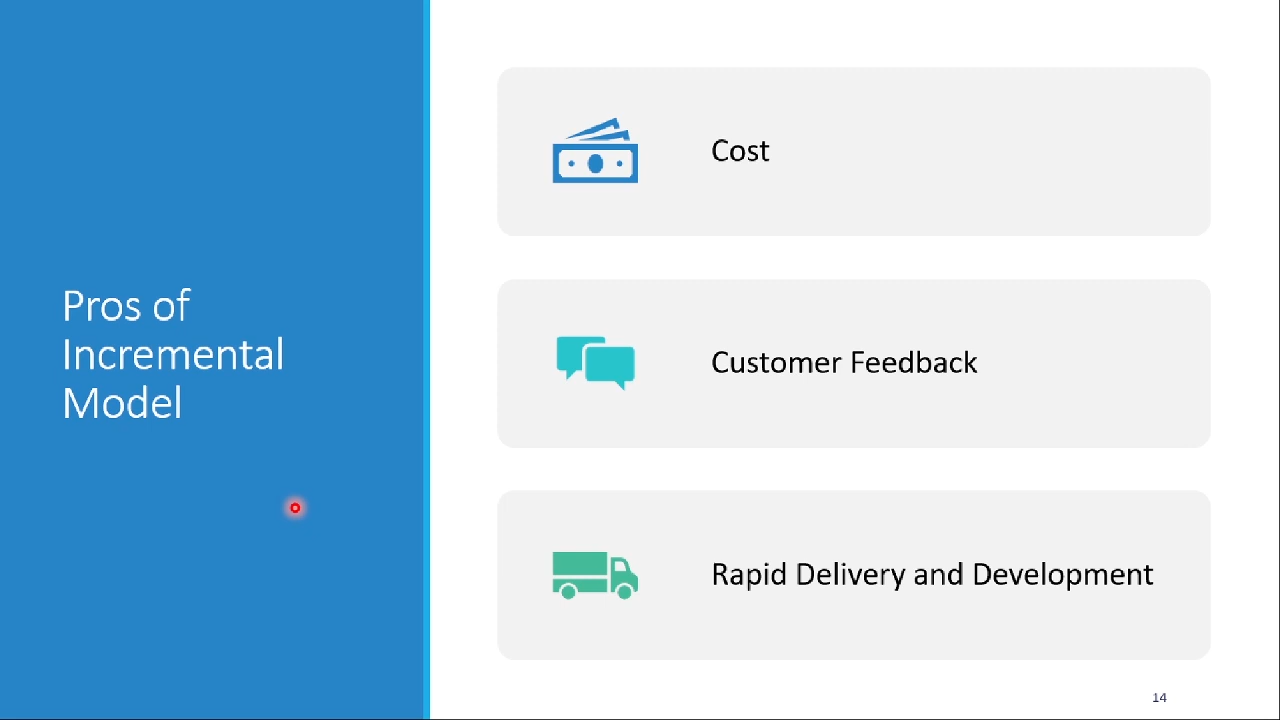 Pros of
Incremental
Model
Cost
Customer Feedback
Rapid Delivery and Development
14